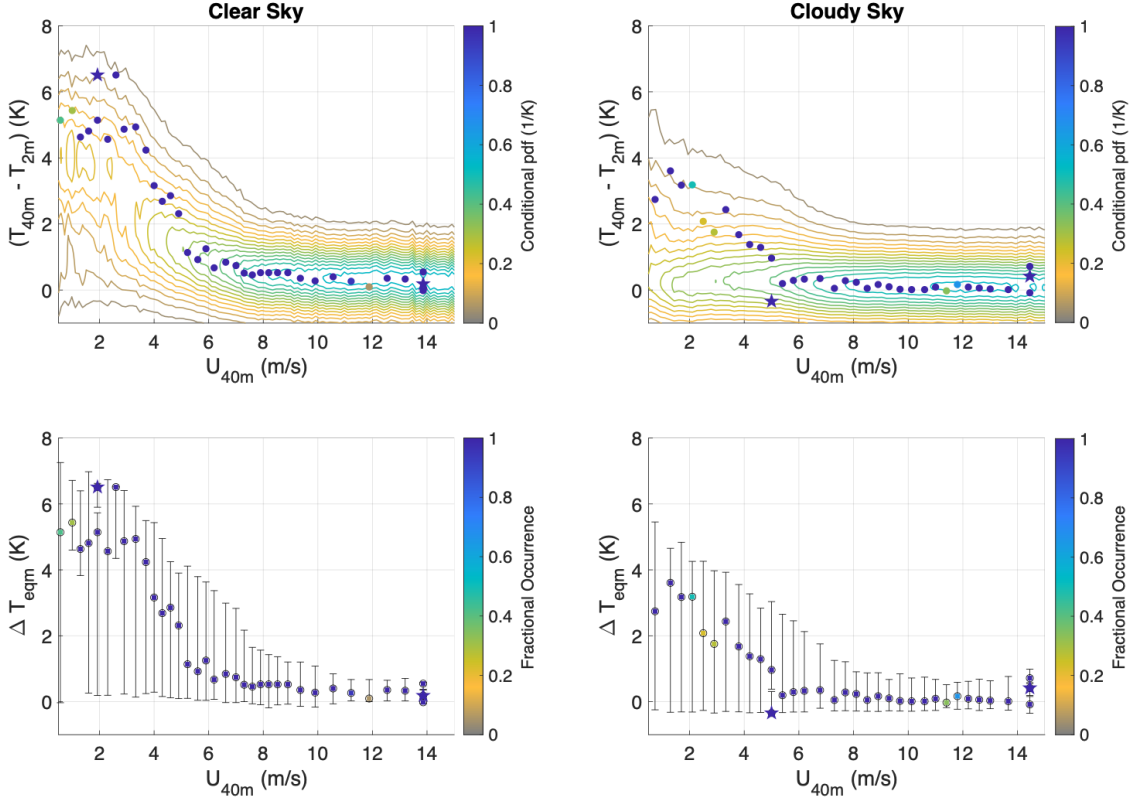 Clear Sky
8
6
4
2
0
(T40m - T2m) (K)
2 4 6 8 10 12 14
U40m (m/s)
1
0.8
0.6
0.4
0.2
0
Conditional pdf (1/K)
Cloudy Sky
8
6
4
2
0
(T40m - T2m) (K)
2 4 6 8 10 12 14
U40m (m/s)
1
0.8
0.6
0.4
0.2
0
Conditional pdf (1/K)
8
6
4
2
0
Δ Teqm (K)
2 4 6 8 10 12 14
U40m (m/s)
1
0.8
0.6
0.4
0.2
0
Fractional Occurrence
8
6
4
2
0
Δ Teqm (K)
2 4 6 8 10 12 14
U40m (m/s)
1
0.8
0.6
0.4
0.2
0
Fractional Occurrence